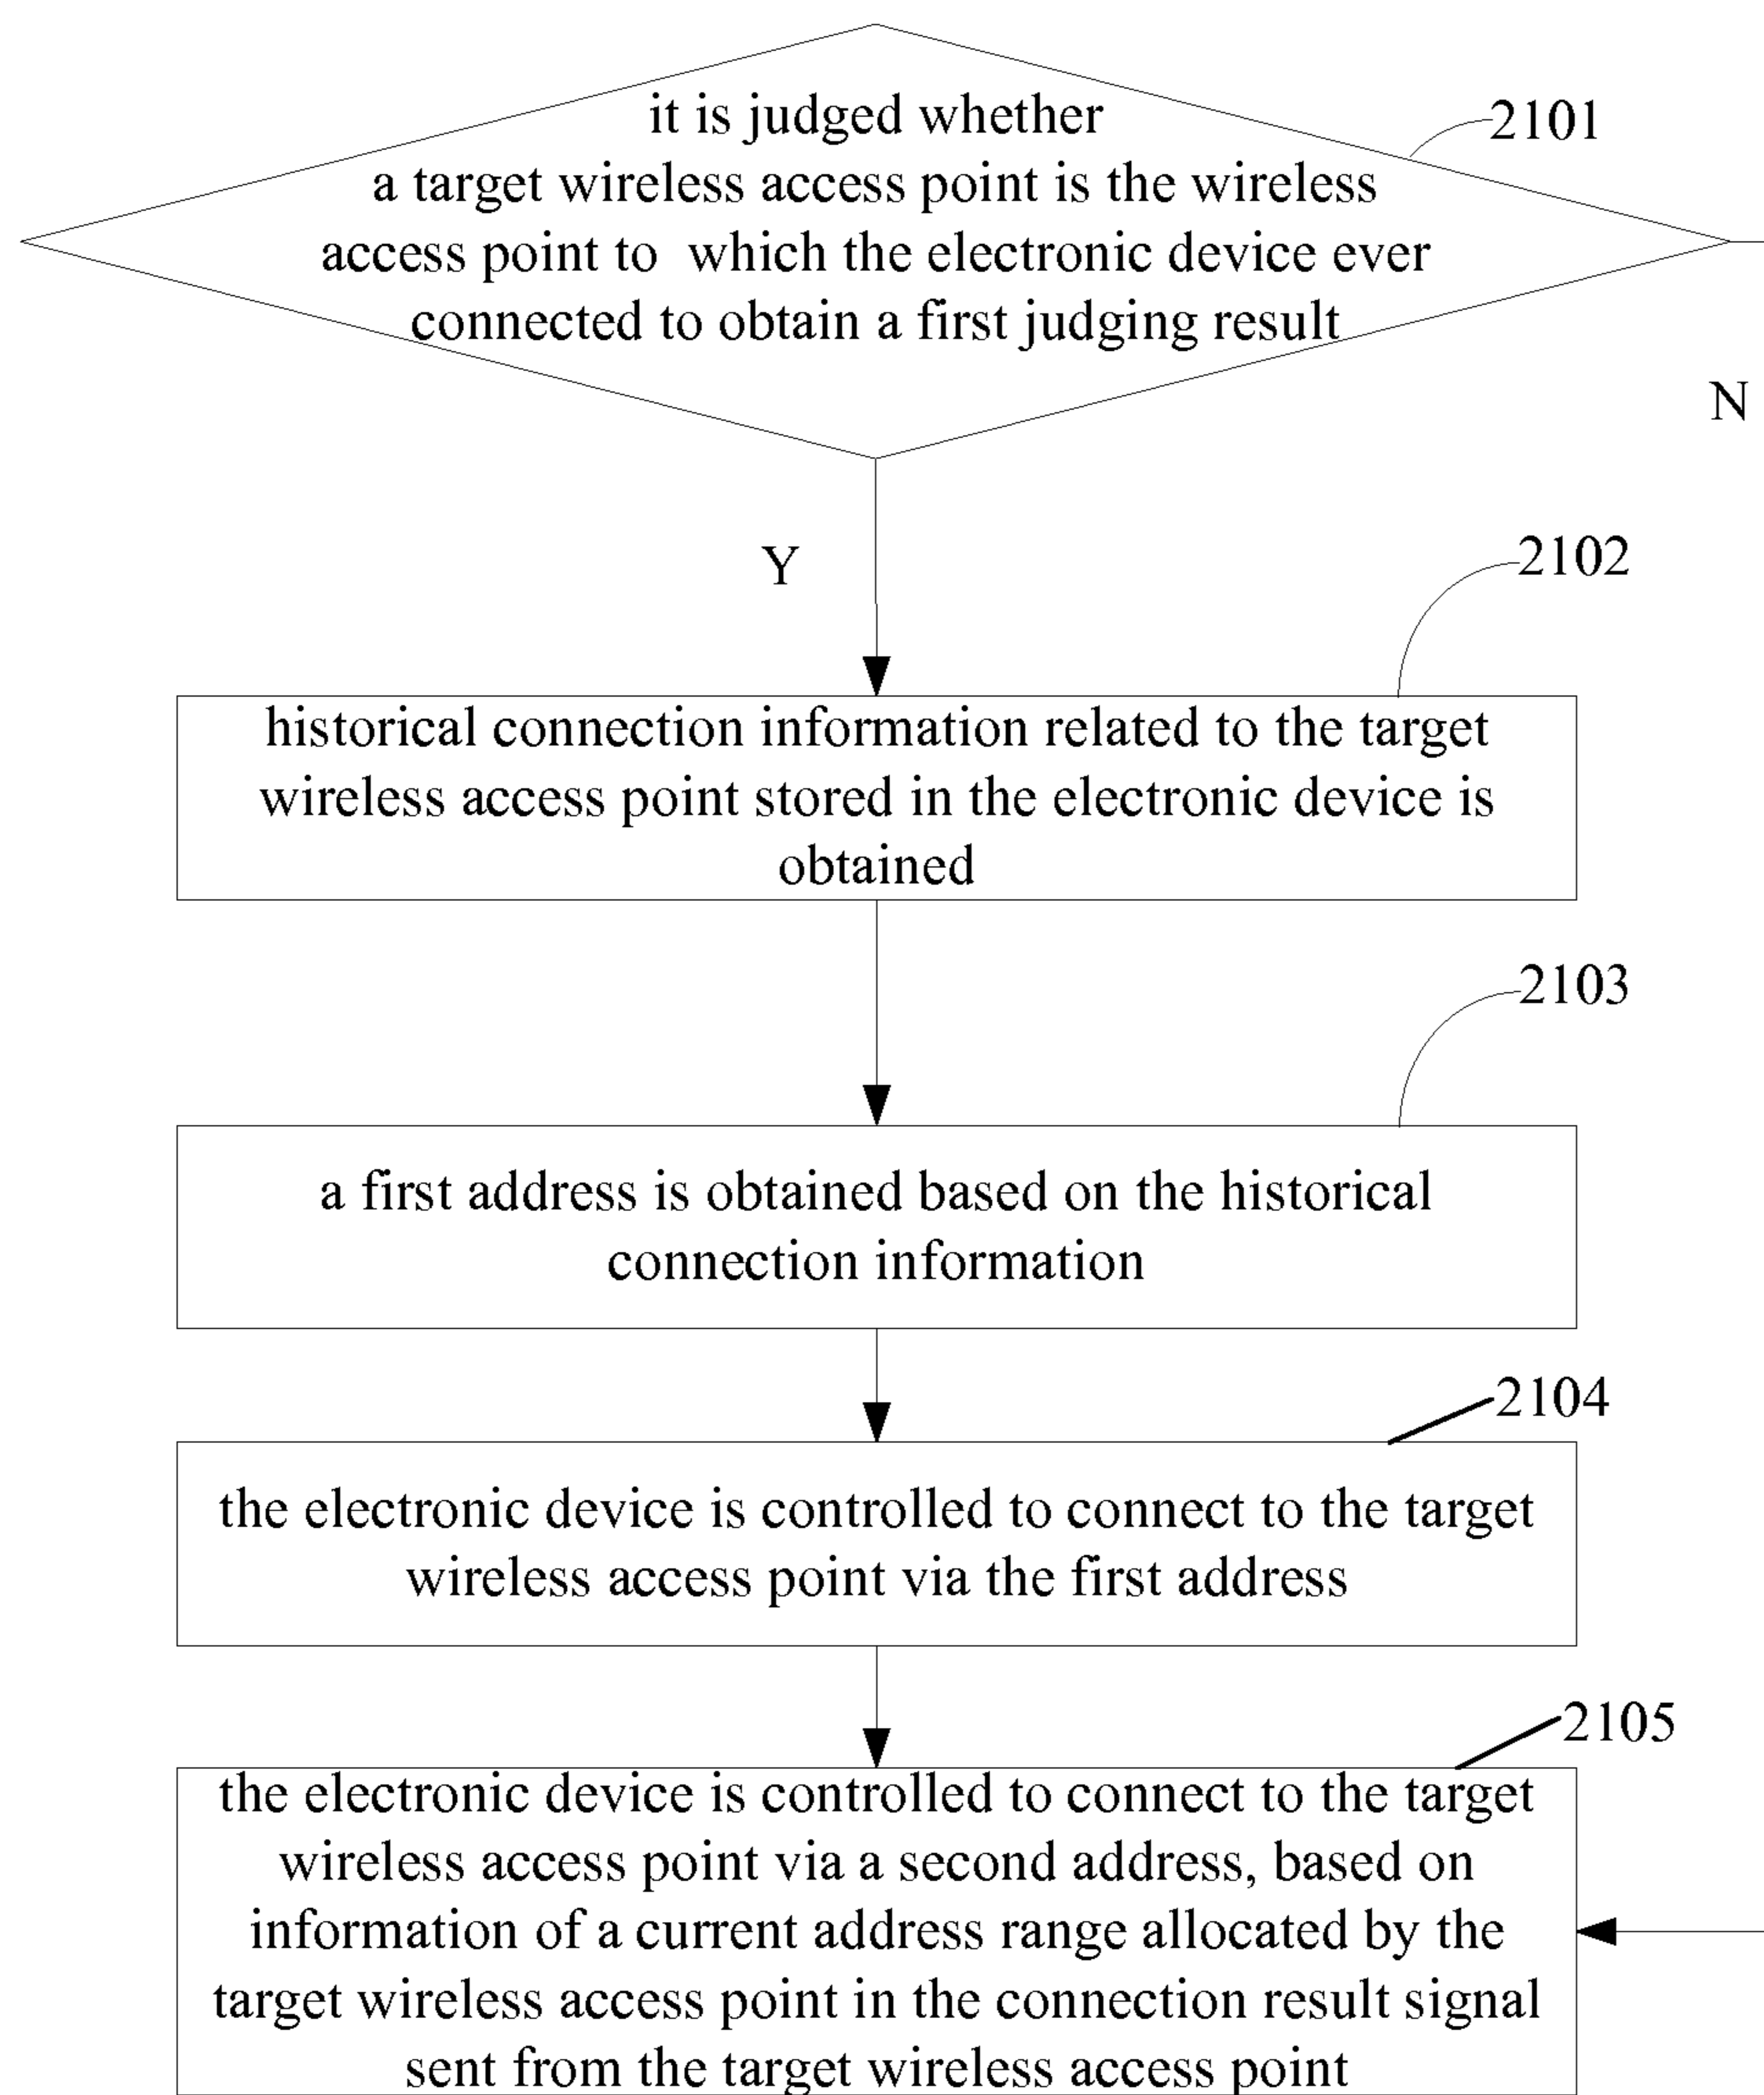 it is judged whether
2101
a target wireless access point is the wireless
access point to which the electronic device ever
connected to obtain a first judging result
N
Y
2102
historical connection information related to the target
wireless access point stored in the electronic device is
obtained
2103
a first address is obtained based on the historical
connection information
2104
the electronic device is controlled to connect to the target
wireless access point via the first address
2105
the electronic device is controlled to connect to the target
wireless access point via a second address, based on
information of a current address range allocated by the
target wireless access point in the connection result signal
sent from the target wireless access point